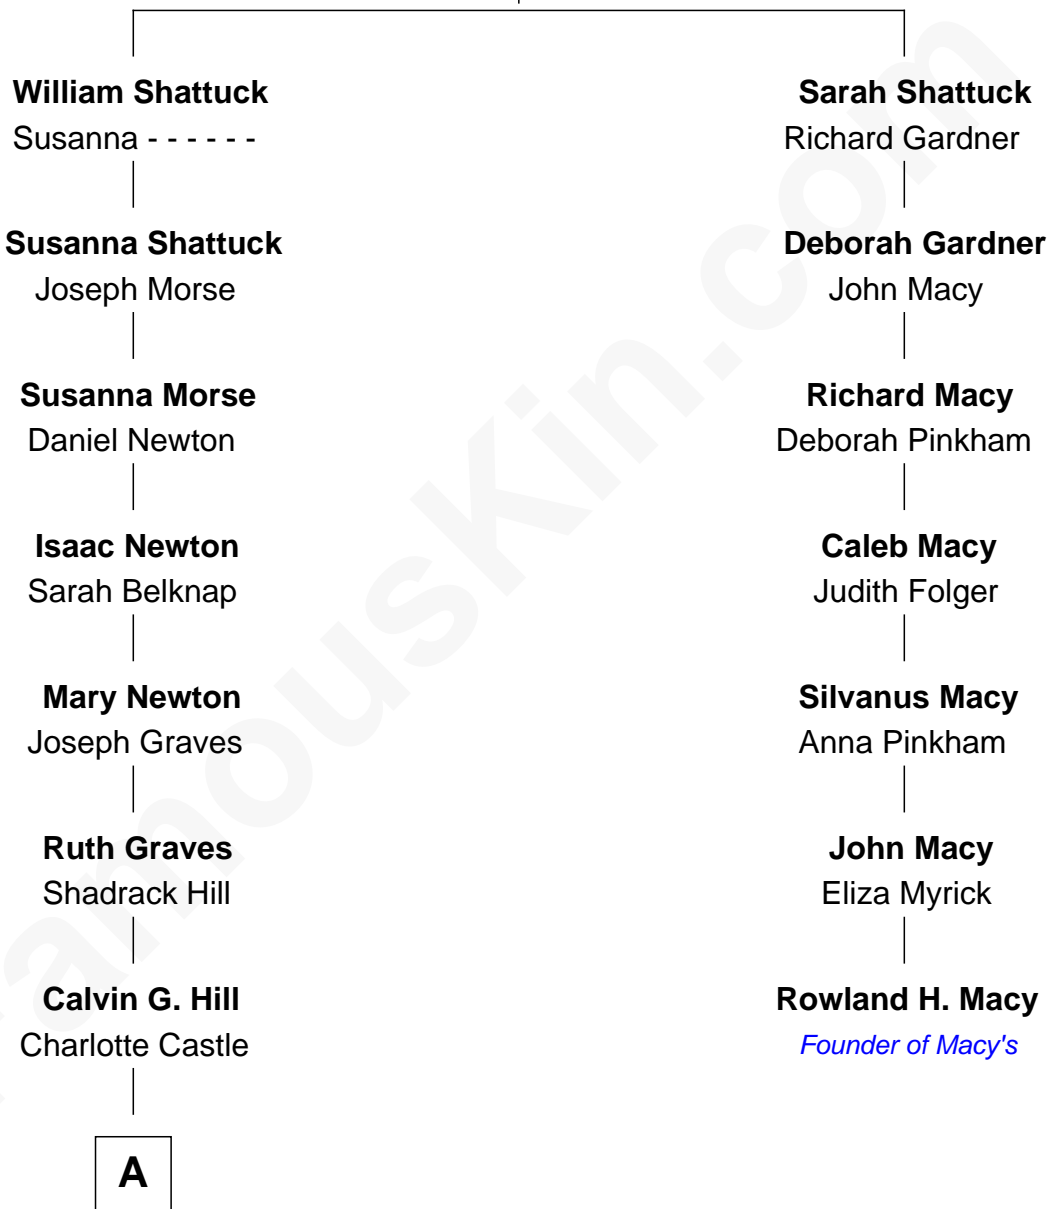 William Shattuck
Susanna - - - - - -
Sarah Shattuck
Richard Gardner
Susanna Shattuck
Joseph Morse
Deborah Gardner
John Macy
Susanna Morse
Daniel Newton
Richard Macy
Deborah Pinkham
Isaac Newton
Sarah Belknap
Caleb Macy
Judith Folger
Mary Newton
Joseph Graves
Silvanus Macy
Anna Pinkham
Ruth Graves
Shadrack Hill
John Macy
Eliza Myrick
Calvin G. Hill
Charlotte Castle
Rowland H. Macy
Founder of Macy's
A
FamousKin.com